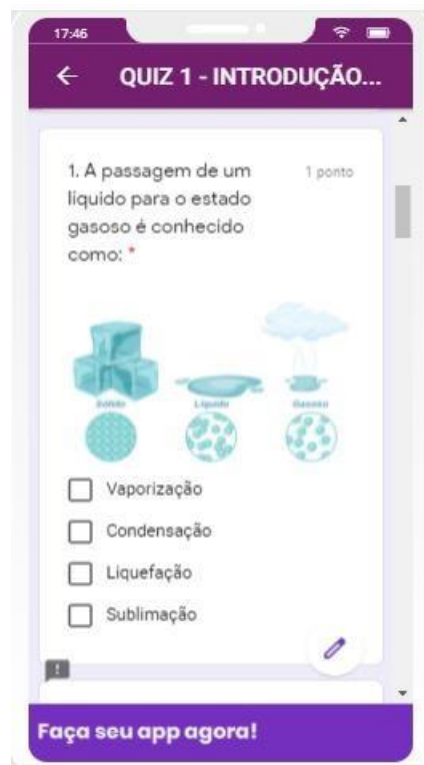 17:46
← QUIZ 1 - INTRODUÇÃO...
1. A passagem de um
1 ponto
líquido para o estado
gasoso é conhecido
como: *
Sólido Líquido Gasoso
Vaporização
Condensação
Liquefação
Sublimação
!
Faça seu app agora!